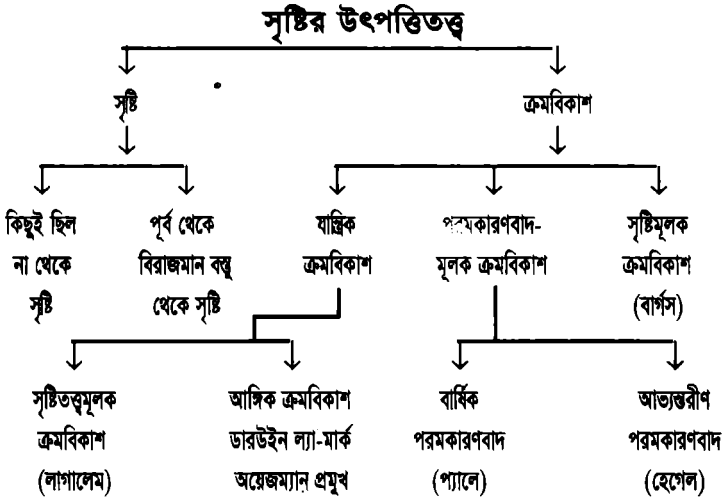 সৃষ্টির উৎপত্তিতত্ত্ব
সৃষ্টি
ক্রমবিকাশ
কিছুই ছিল
না থেকে
সৃষ্টি
পূর্ব থেকে
বিরাজমান বস্তু
থেকে সৃষ্টি
যান্ত্রিক
ক্রমবিকাশ
পরমকারণবাদ-
মূলক ক্রমবিকাশ
সৃষ্টিমূলক
ক্রমবিকাশ
(বার্গস)
সৃষ্টিতত্ত্বমূলক
ক্রমবিকাশ
(লাগালেম)
আঙ্গিক ক্রমবিকাশ
ডারউইন ল্যা-মার্ক
অয়েজম্যান প্রমুখ
বার্ষিক
পরমকারণবাদ
(প্যালে)
আভ্যন্তরীণ
পরমকারণবাদ
(হেগেল)